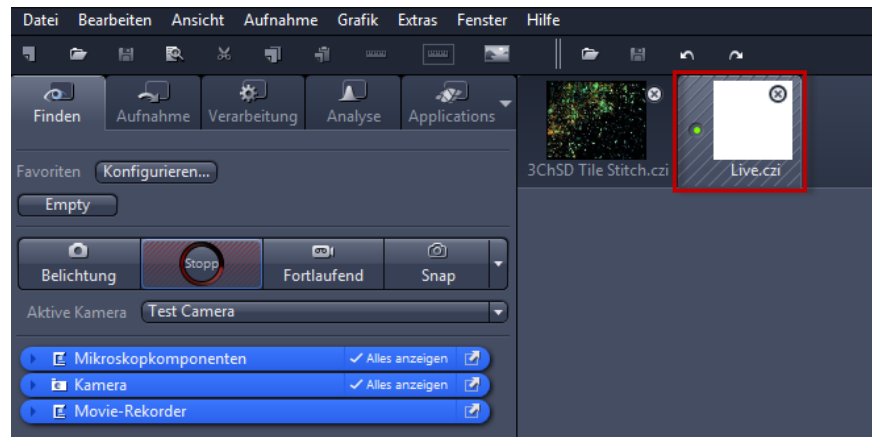 Datei Bearbeiten Ansicht Aufnahme Grafik Extras Fenster Hilfe
Finden Aufnahme Verarbeitung Analyse Applications
3ChSD Tile Stitch.czi Live.czi
Favoriten Konfigurieren...
Empty
Belichtung Stopp Fortlaufend Snap
Aktive Kamera Test Camera
Mikroskopkomponenten Alles anzeigen
Kamera Alles anzeigen
Movie-Rekorder